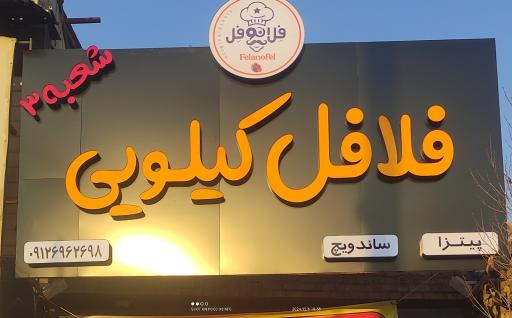 فلانوفل
Felanofel
شعبه ۳
فلافل کیلویی
پیتزا
ساندویچ
۰۹۱۲۶۹۶۲۶۹۸